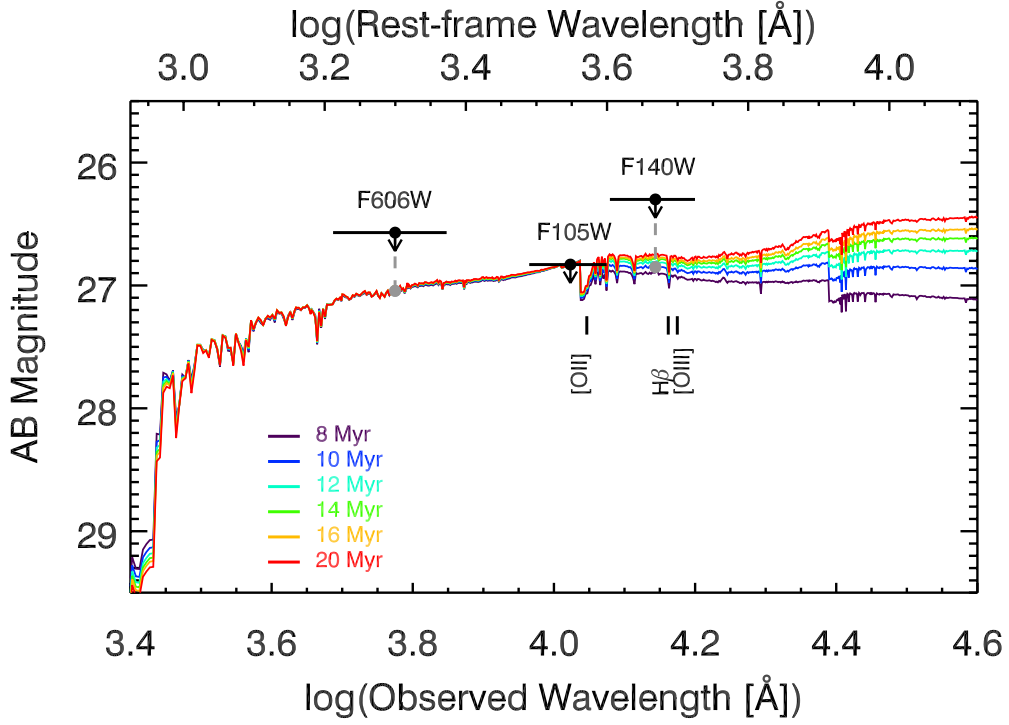 log(Rest-frame Wavelength [Å])
3.0 3.2 3.4 3.6 3.8 4.0
26
27
28
29
AB Magnitude
F606W
F105W
F140W
[OII]
Hβ
[OIII]
8 Myr
10 Myr
12 Myr
14 Myr
16 Myr
20 Myr
3.4 3.6 3.8 4.0 4.2 4.4 4.6
log(Observed Wavelength [Å])